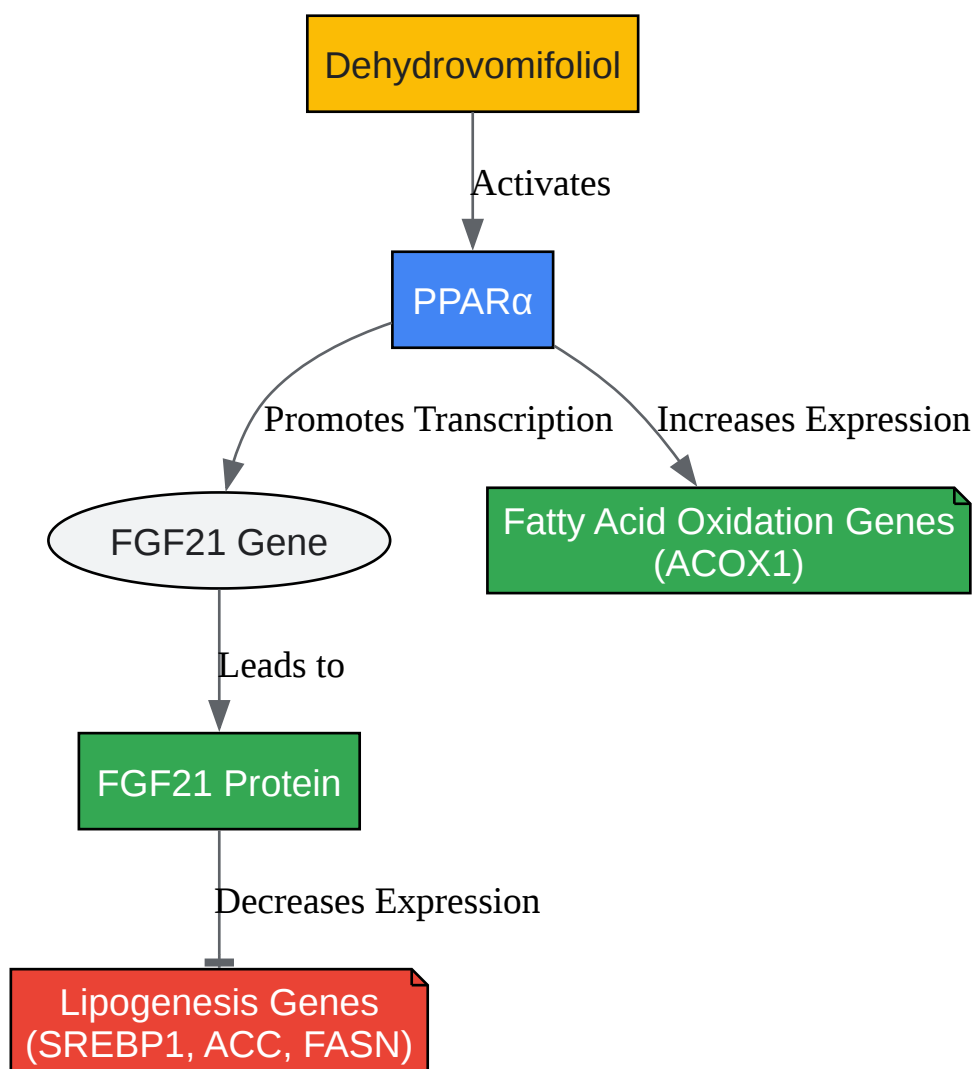 Dehydrovomifoliol
Activates
PPARα
Promotes Transcription
Increases Expression
FGF21 Gene
Fatty Acid Oxidation Genes
(ACOX1)
Leads to
FGF21 Protein
Decreases Expression
Lipogenesis Genes
(SREBP1, ACC, FASN)